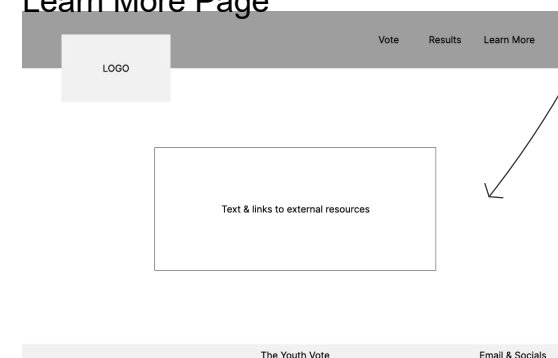 Learn More Page
Vote Results Learn More
LOGO
Text & links to external resources
The Youth Vote Email & Socials